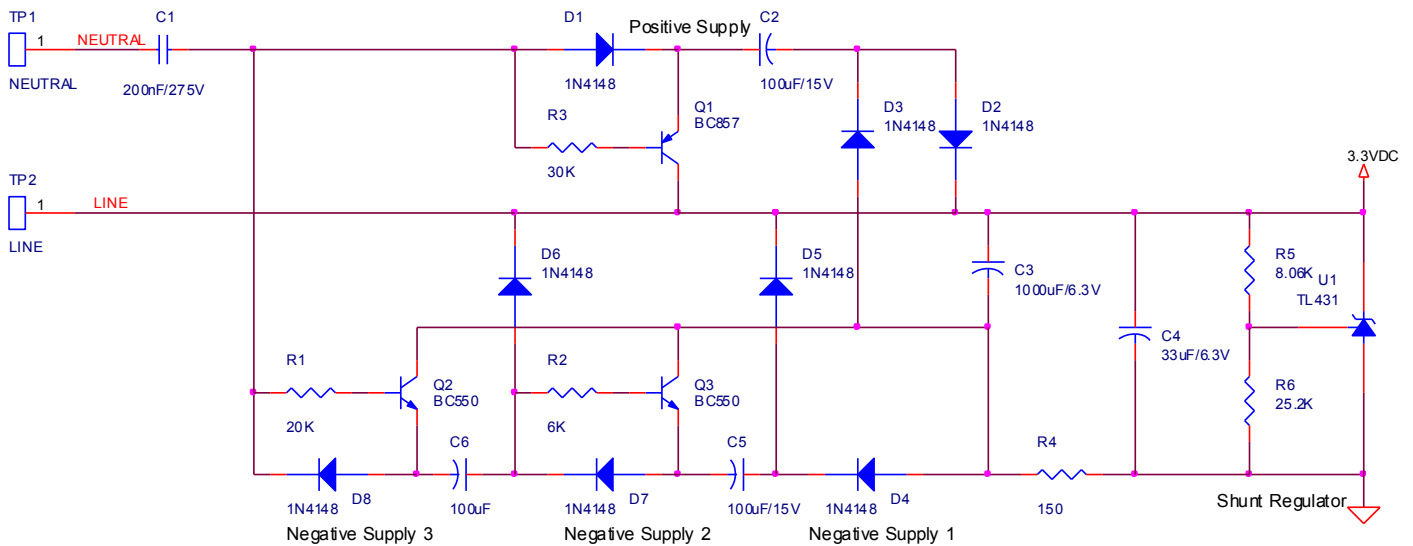 TP1
1
NEUTRAL
NEUTRAL
C1
200nF/275V
D1
1N4148
Positive Supply
C2
100uF/15V
R3
30K
Q1
BC857
D3
1N4148
D2
1N4148
3.3VDC
TP2
1
LINE
LINE
D6
1N4148
D5
1N4148
C3
1000uF/6.3V
R5
8.06K
U1
TL431
C4
33uF/6.3V
R1
20K
Q2
BC550
R2
6K
Q3
BC550
R6
25.2K
C6
100uF
C5
100uF/15V
R4
150
D8
1N4148
D7
1N4148
D4
1N4148
Negative Supply 3
Negative Supply 2
Negative Supply 1
Shunt Regulator